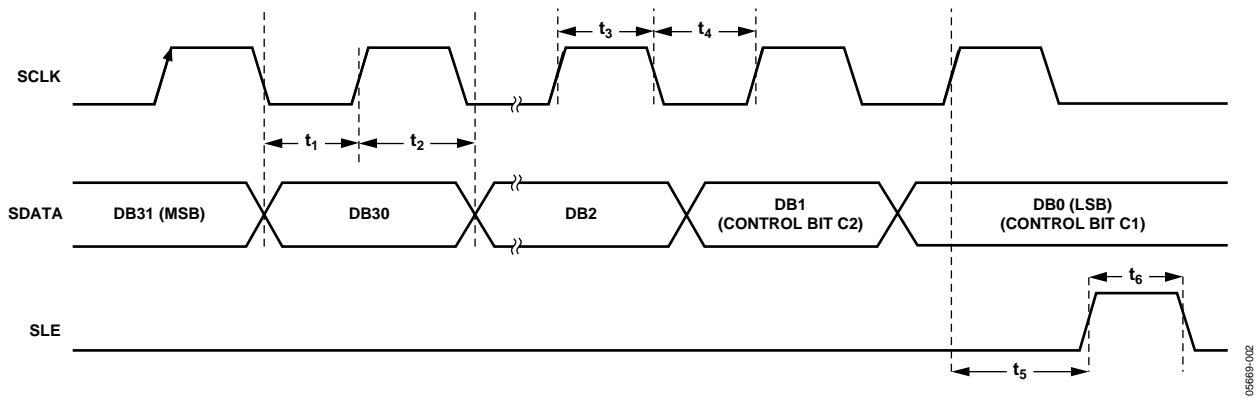 t3
t4
SCLK
t1
t2
SDATA
DB31 (MSB)
DB30
DB2
DB1
(CONTROL BIT C2)
DB0 (LSB)
(CONTROL BIT C1)
t6
SLE
t5
05669-002